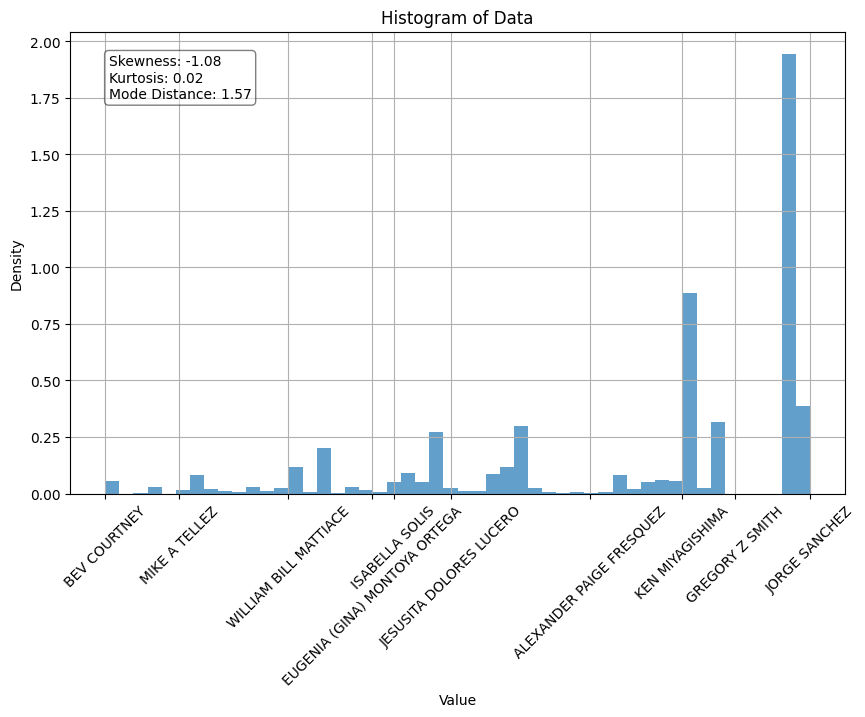 Histogram of Data
2.00
1.75
1.50
1.25
1.00
0.75
0.50
0.25
0.00
Density
Skewness: -1.08
Kurtosis: 0.02
Mode Distance: 1.57
BEV COURTNEY
MIKE A TELLEZ
WILLIAM BILL MATTIACE
ISABELLA SOLIS
EUGENIA (GINA) MONTOYA ORTEGA
JESUSITA DOLORES LUCERO
ALEXANDER PAIGE FRESQUEZ
KEN MIYAGISHIMA
GREGORY Z SMITH
JORGE SANCHEZ
Value